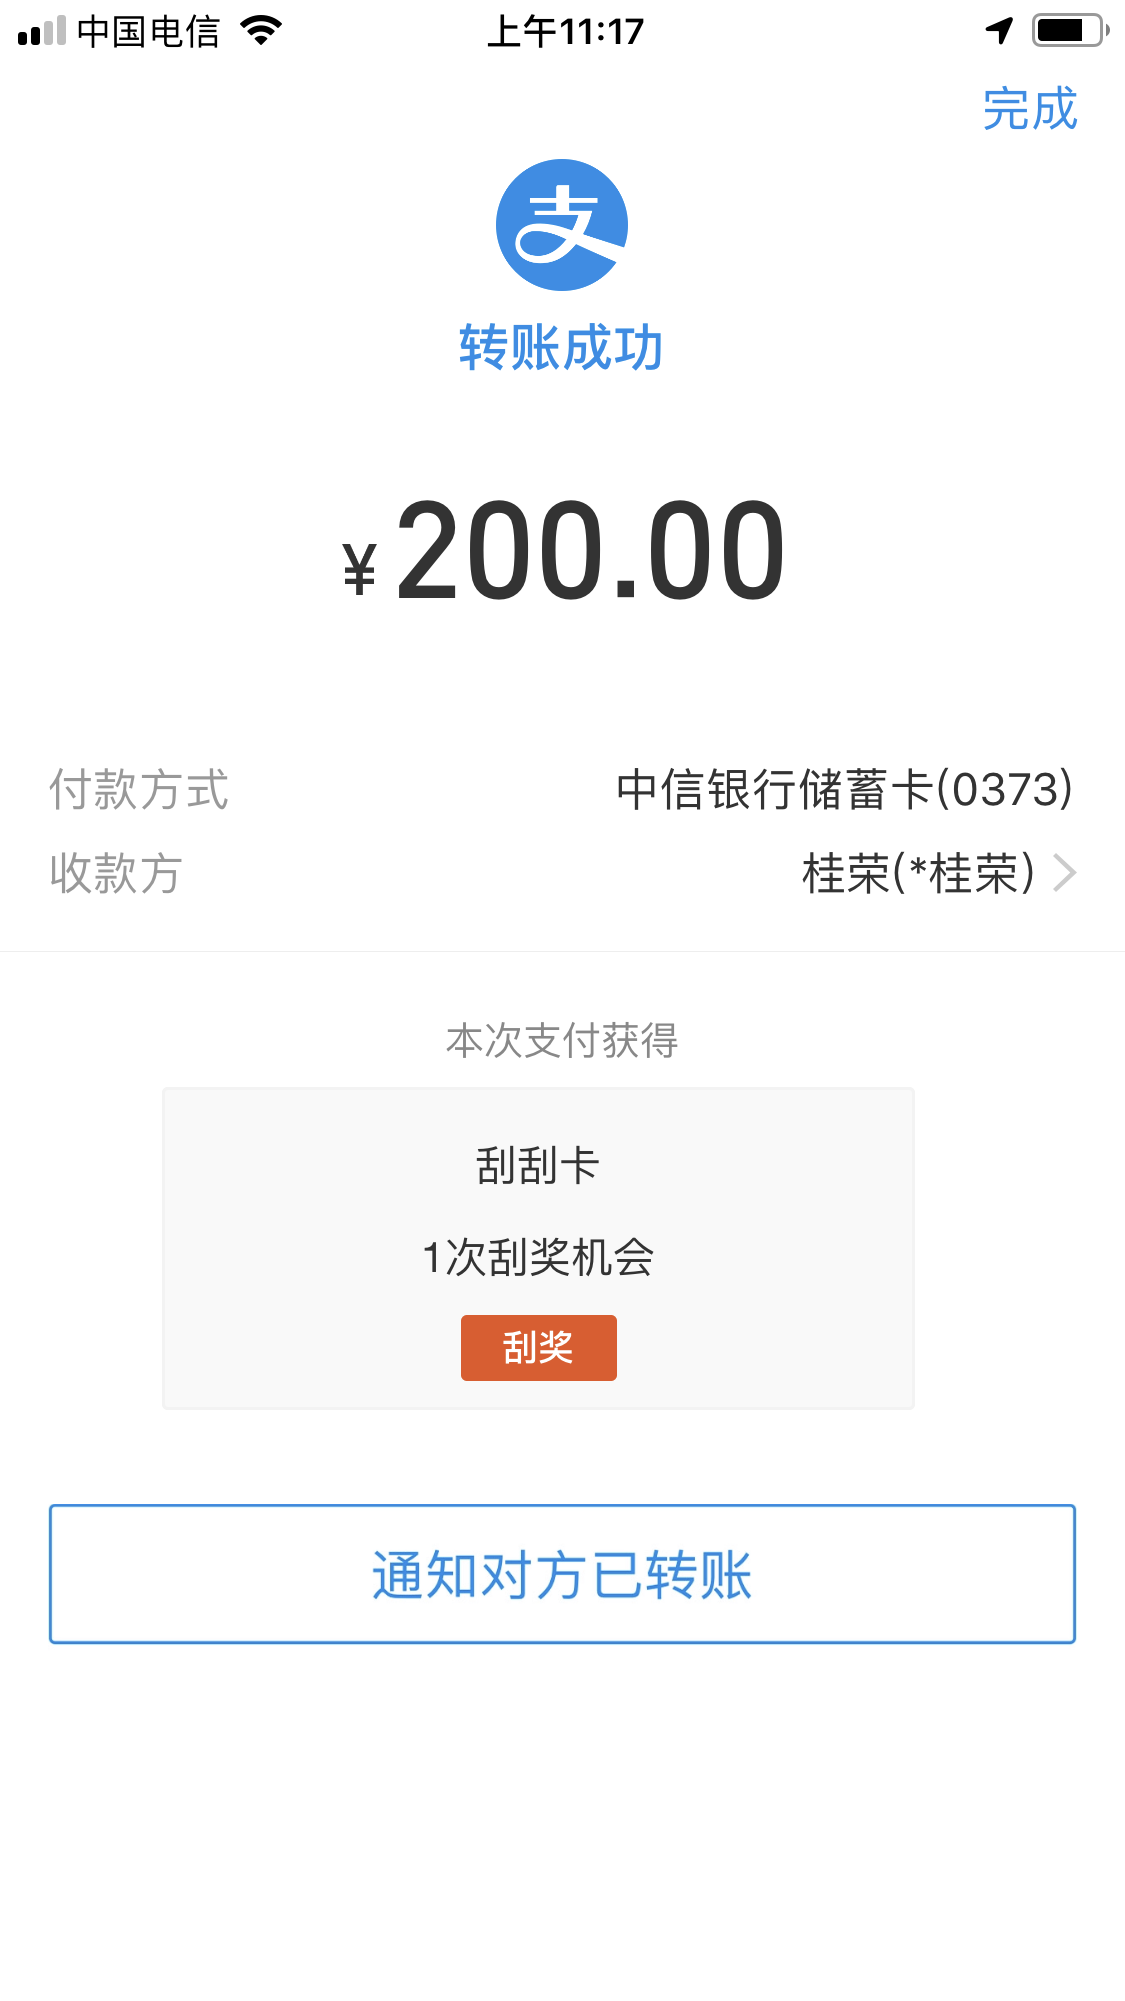 中国电信 上午11:17
完成
支
转账成功
¥200.00
付款方式 中信银行储蓄卡(0373)
收款方 桂荣(*桂荣)
本次支付获得
刮刮卡
1次刮奖机会
刮奖
通知对方已转账